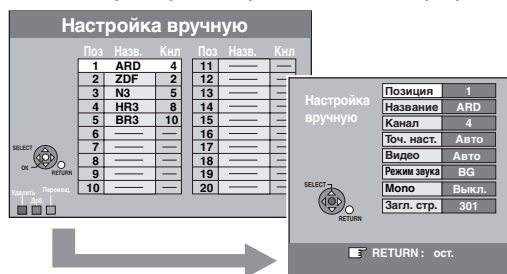 Настройка вручную
Поз Назв. Кнл Поз Назв. Кнл
1 ARD 4 11 — —
2 ZDF 2 12 — —
3 N3 5 13 — —
4 HR3 8 14 — —
5 BR3 10 15 — —
6 — — 16 — —
7 — — 17 — —
8 — — 18 — —
9 — — 19 — —
10 — — 20 — —
SELECT
OK
RETURN
Удалить Доб. Перемещ.
Настройка
вручную
Позиция 1
Название ARD
Канал 4
Точ. наст. Авто
Видео Авто
Режим звука BG
Моno Выкл.
Загл. стр. 301
SELECT
RETURN
RETURN : ост.